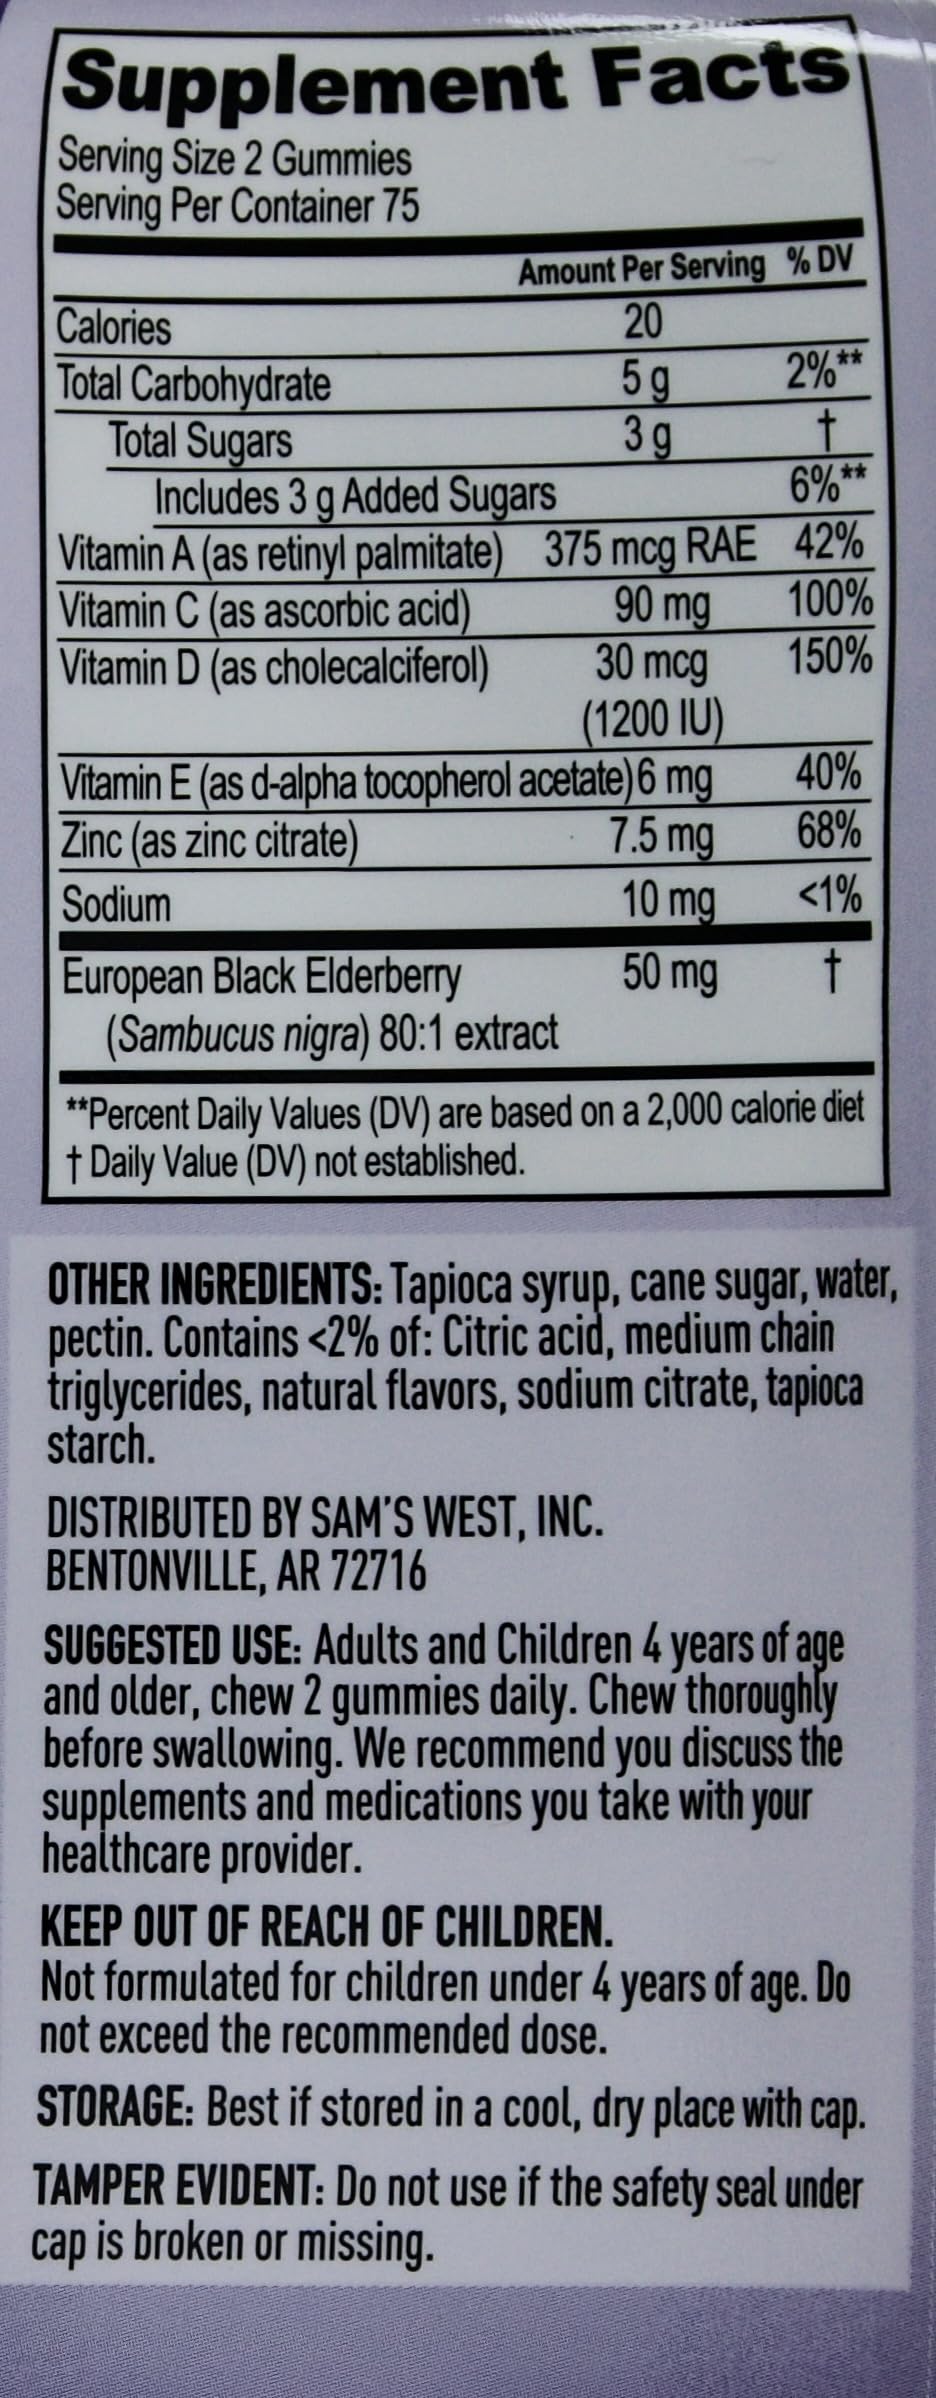 Supplement Facts
Serving Size 2 Gummies
Serving Per Container 75
Amount Per Serving % DV
Calories 20
Total Carbohydrate 5 g 2%**
Total Sugars 3 g †
Includes 3 g Added Sugars 6%**
Vitamin A (as retinyl palmitate) 375 mcg RAE 42%
Vitamin C (as ascorbic acid) 90 mg 100%
Vitamin D (as cholecalciferol) 30 mcg 150%
(1200 IU)
Vitamin E (as d-alpha tocopherol acetate) 6 mg 40%
Zinc (as zinc citrate) 7.5 mg 68%
Sodium 10 mg <1%
European Black Elderberry 50 mg †
(Sambucus nigra) 80:1 extract
**Percent Daily Values (DV) are based on a 2,000 calorie diet
† Daily Value (DV) not established.
OTHER INGREDIENTS: Tapioca syrup, cane sugar, water,
pectin. Contains <2% of: Citric acid, medium chain
triglycerides, natural flavors, sodium citrate, tapioca
starch.
DISTRIBUTED BY SAM'S WEST, INC.
BENTONVILLE, AR 72716
SUGGESTED USE: Adults and Children 4 years of age
and older, chew 2 gummies daily. Chew thoroughly
before swallowing. We recommend you discuss the
supplements and medications you take with your
healthcare provider.
KEEP OUT OF REACH OF CHILDREN.
Not formulated for children under 4 years of age. Do
not exceed the recommended dose.
STORAGE: Best if stored in a cool, dry place with cap.
TAMPER EVIDENT: Do not use if the safety seal under
cap is broken or missing.